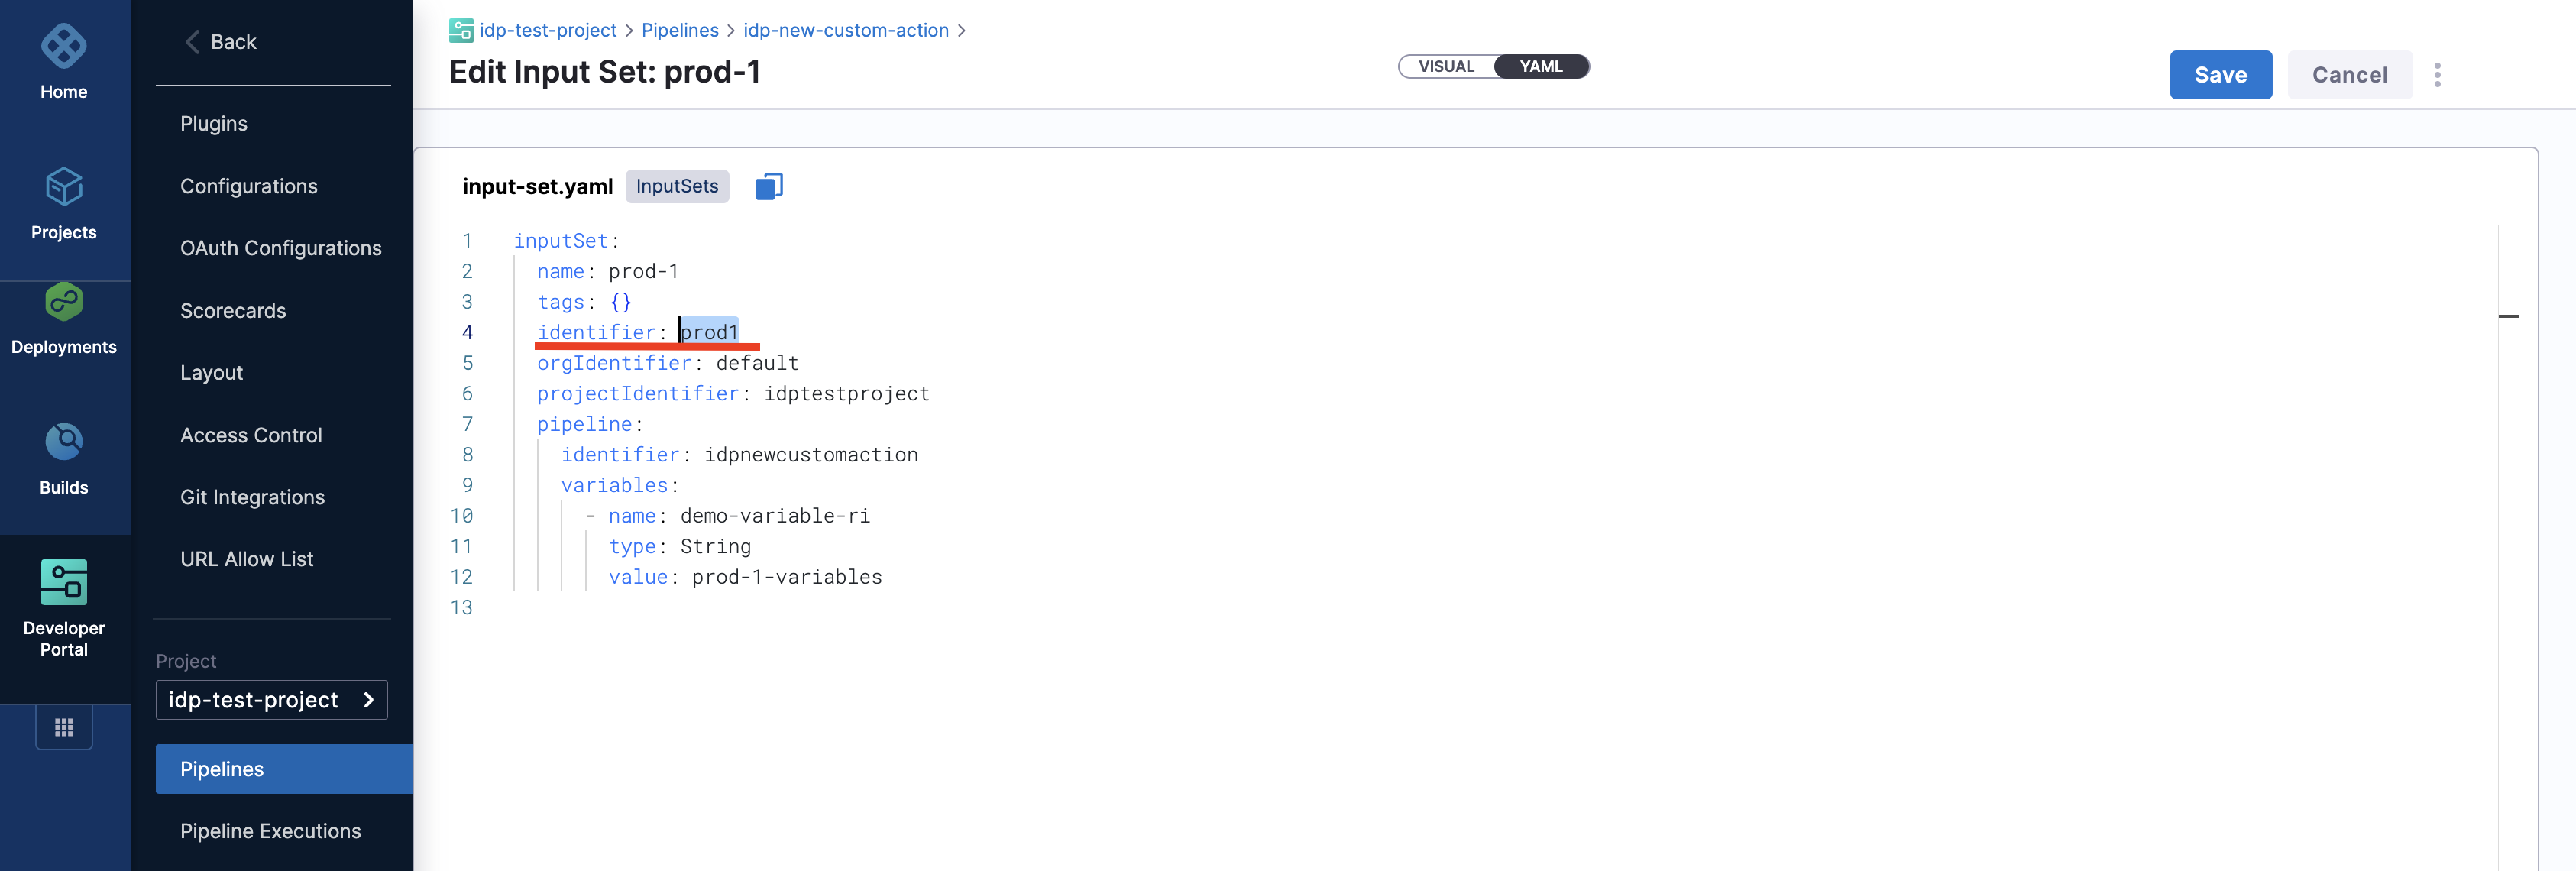 Home
Projects
Deployments
Builds
Developer
Portal
Back
Plugins
Configurations
OAuth Configurations
Scorecards
Layout
Access Control
Git Integrations
URL Allow List
Project
idp-test-project
Pipelines
Pipeline Executions
idp-test-project > Pipelines > idp-new-custom-action >
Edit Input Set: prod-1
VISUAL YAML
Save Cancel
input-set.yaml InputSets
1 inputSet:
2 name: prod-1
3 tags: {}
4 identifier: prod1
5 orgIdentifier: default
6 projectIdentifier: idptestproject
7 pipeline:
8 identifier: idpnewcustomaction
9 variables:
10 - name: demo-variable-ri
11 type: String
12 value: prod-1-variables
13